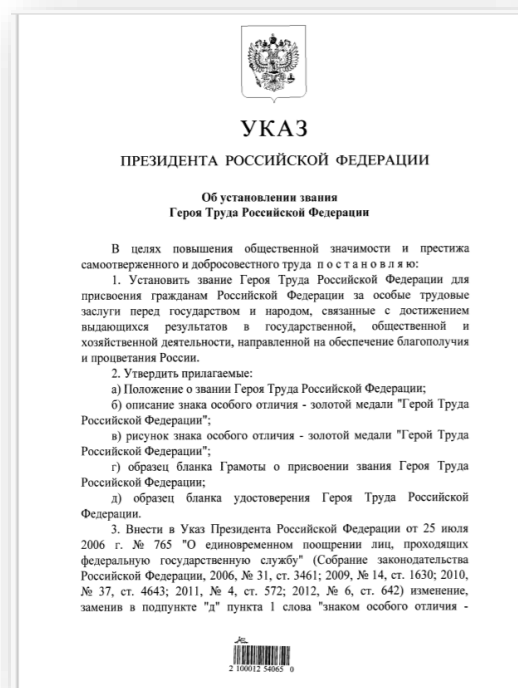 УКАЗ
ПРЕЗИДЕНТА РОССИЙСКОЙ ФЕДЕРАЦИИ
Об установлении звания
Героя Труда Российской Федерации
В целях повышения общественной значимости и престижа
самоотверженного и добросовестного труда п о с т а н о в л я ю:
1. Установить звание Героя Труда Российской Федерации для
присвоения гражданам Российской Федерации за особые трудовые
заслуги перед государством и народом, связанные с достижением
выдающихся результатов в государственной, общественной и
хозяйственной деятельности, направленной на обеспечение благополучия
и процветания России.
2. Утвердить прилагаемые:
а) Положение о звании Героя Труда Российской Федерации;
б) описание знака особого отличия - золотой медали "Герой Труда
Российской Федерации";
в) рисунок знака особого отличия - золотой медали "Герой Труда
Российской Федерации";
г) образец бланка Грамоты о присвоении звания Героя Труда
Российской Федерации;
д) образец бланка удостоверения Героя Труда Российской
Федерации.
3. Внести в Указ Президента Российской Федерации от 25 июля
2006 г. № 765 "О единовременном поощрении лиц, проходящих
федеральную государственную службу" (Собрание законодательства
Российской Федерации, 2006, № 31, ст. 3461; 2009, № 14, ст. 1630; 2010,
№ 37, ст. 4643; 2011, № 4, ст. 572; 2012, № 6, ст. 642) изменение,
заменив в подпункте "д" пункта 1 слова "знаком особого отличия -
2 100012 54065 0